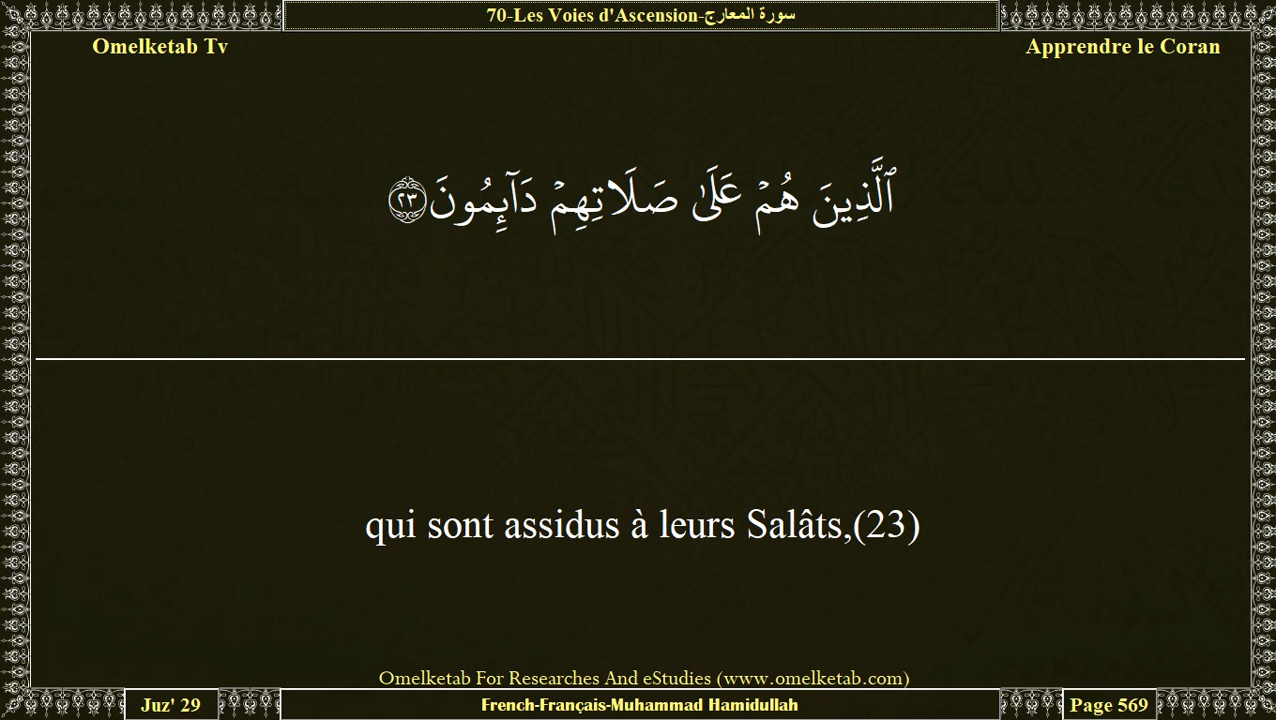 70-Les Voies d'Ascension-سورة المعارج
Omelketab Tv
Apprendre le Coran
ٱلَّذِينَ هُمۡ عَلَىٰ صَلَاتِهِمۡ دَآئِمُونَ ٢٣
qui sont assidus à leurs Salâts,(23)
Omelketab For Researches And eStudies (www.omelketab.com)
Juz' 29
French-Français-Muhammad Hamidullah
Page 569